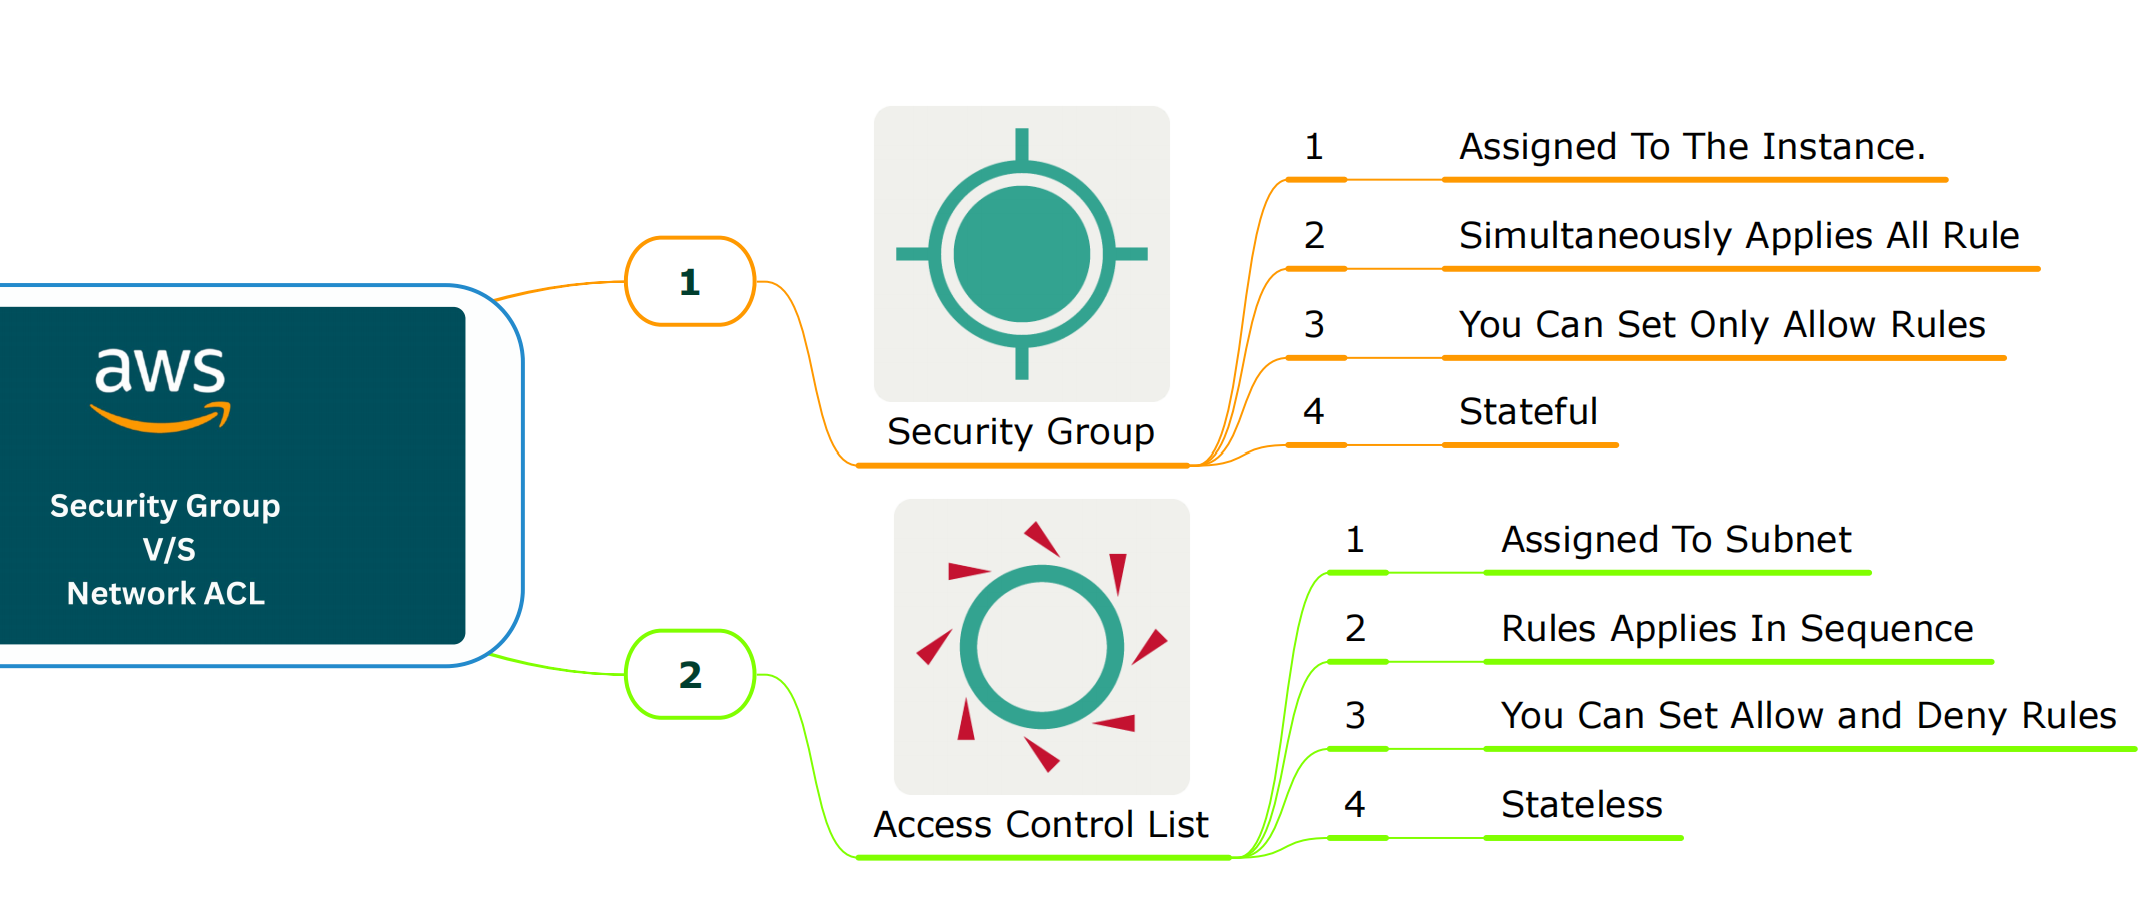 aws
Security Group
V/S
Network ACL
1
Security Group
1 Assigned To The Instance.
2 Simultaneously Applies All Rule
3 You Can Set Only Allow Rules
4 Stateful
2
Access Control List
1 Assigned To Subnet
2 Rules Applies In Sequence
3 You Can Set Allow and Deny Rules
4 Stateless